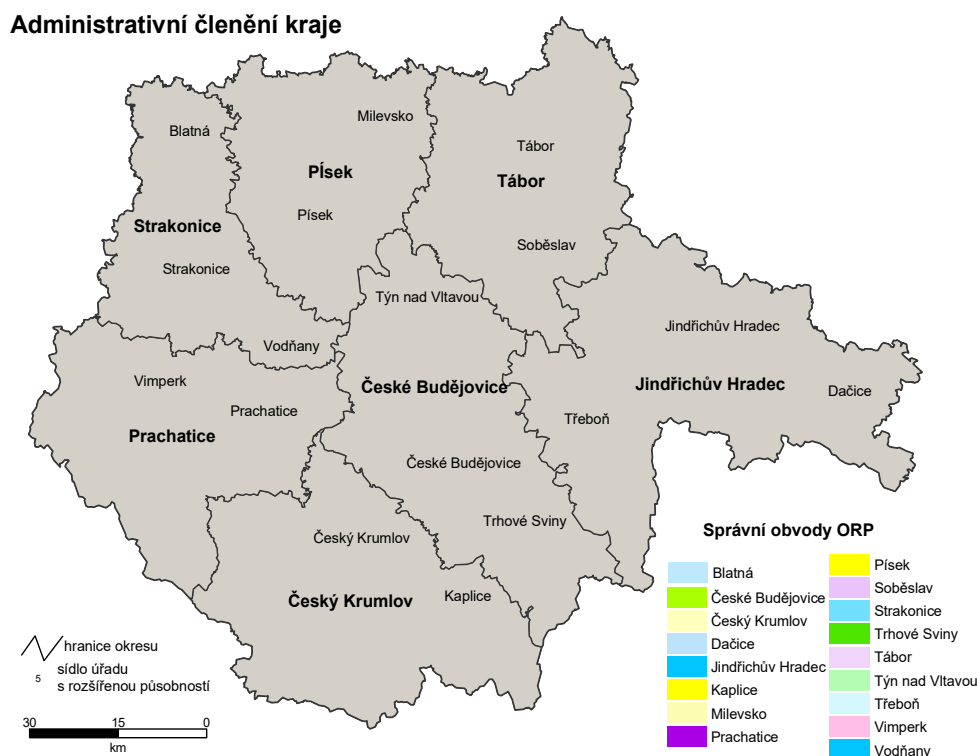 Administrativní členění kraje
Milevsko
Blatná
Tábor
Písek
Tábor
Písek
Strakonice
Soběslav
Strakonice
Týn nad Vltavou
Jindřichův Hradec
Vodňany
Vimperk
České Budějovice
Jindřichův Hradec
Dačice
Prachatice
Třeboň
Prachatice
České Budějovice
Trhové Sviny
Český Krumlov
Kaplice
Český Krumlov
Správní obvody ORP
Blatná
České Budějovice
Český Krumlov
Dačice
Jindřichův Hradec
Kaplice
Milevsko
Prachatice
Písek
Soběslav
Strakonice
Trhové Sviny
Tábor
Týn nad Vltavou
Třeboň
Vimperk
Vodňany
hranice okresu
5 sídlo úřadu
s rozšířenou působností
30 15 0
km